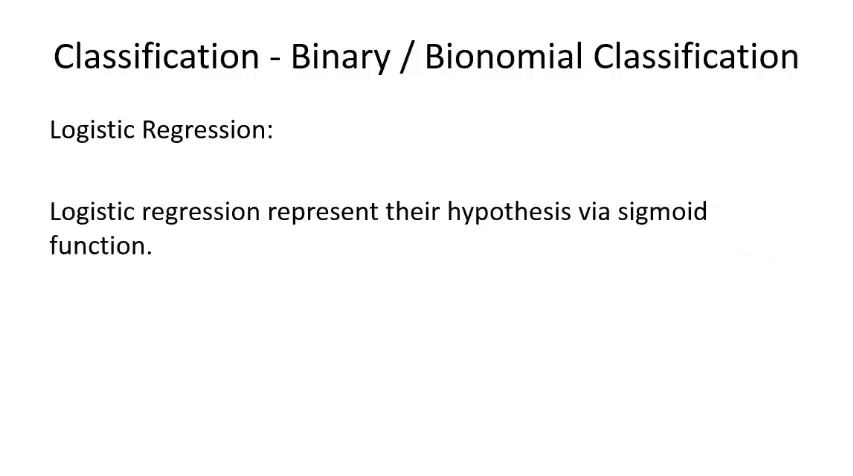 Classification - Binary / Bionomial Classification
Logistic Regression:
Logistic regression represent their hypothesis via sigmoid
function.